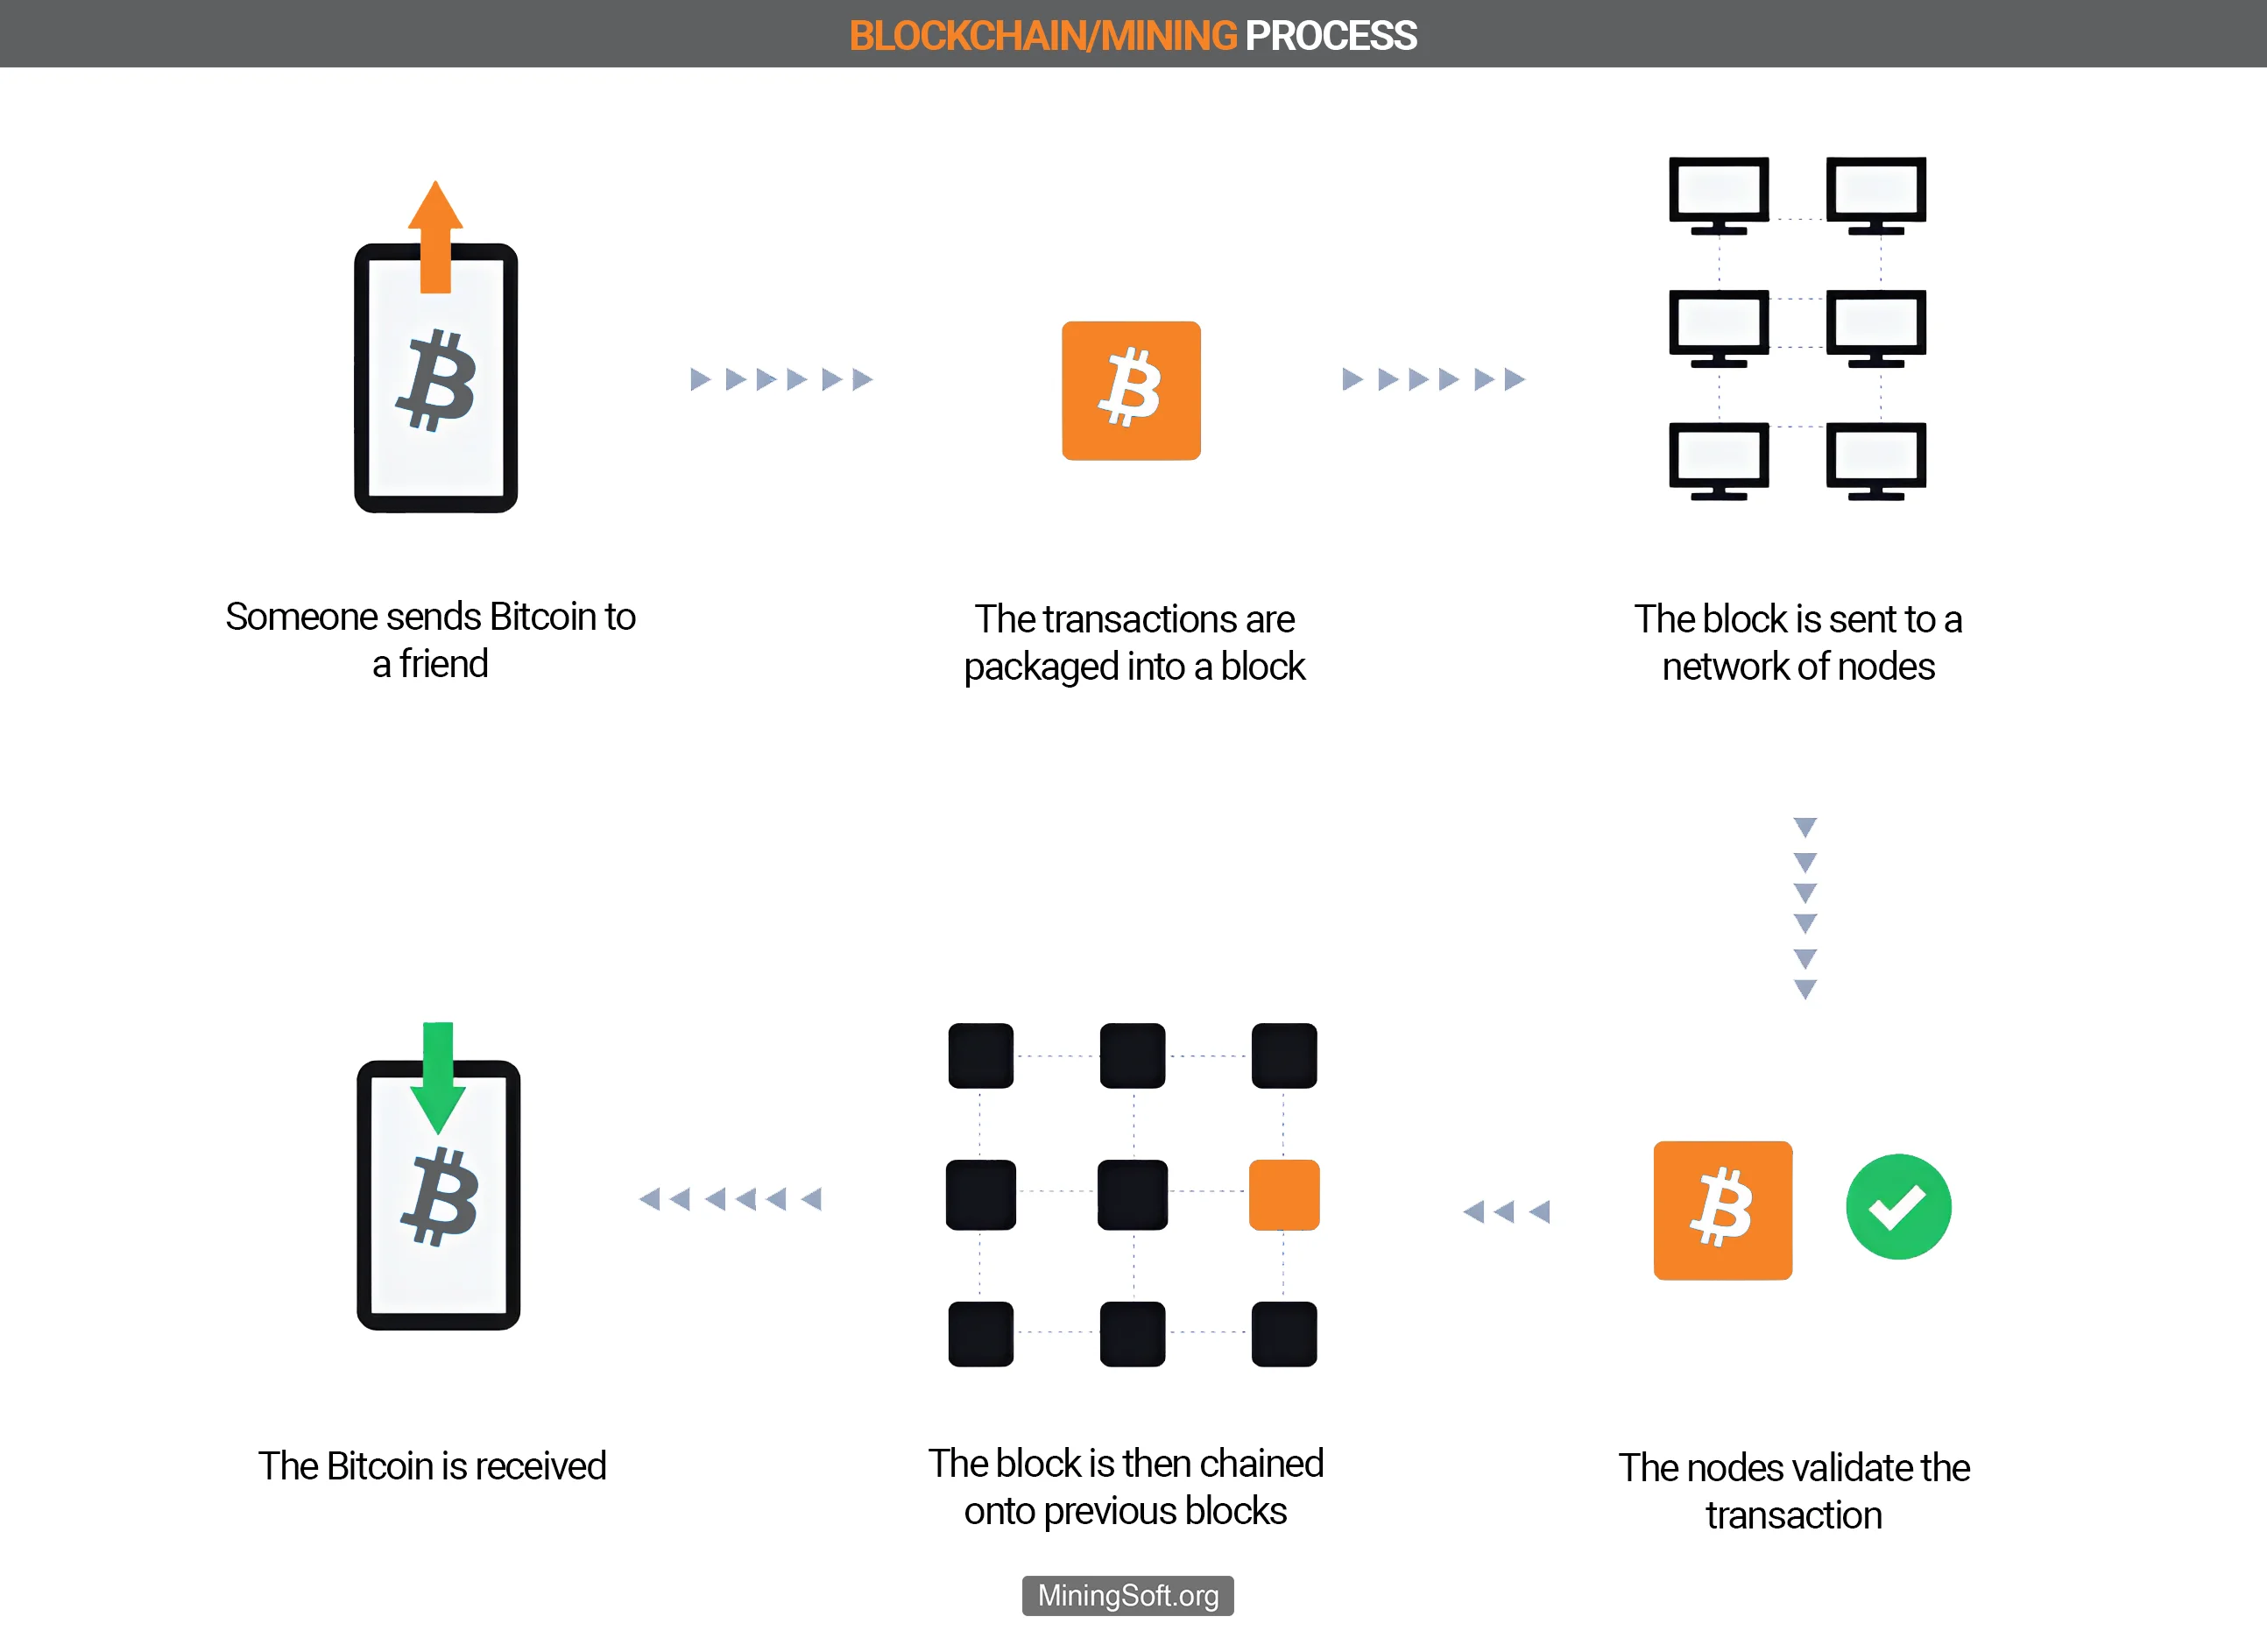 BLOCKCHAIN/MINING PROCESS
Someone sends Bitcoin to
a friend
The transactions are
packaged into a block
The block is sent to a
network of nodes
The Bitcoin is received
The block is then chained
onto previous blocks
The nodes validate the
transaction
MiningSoft.org